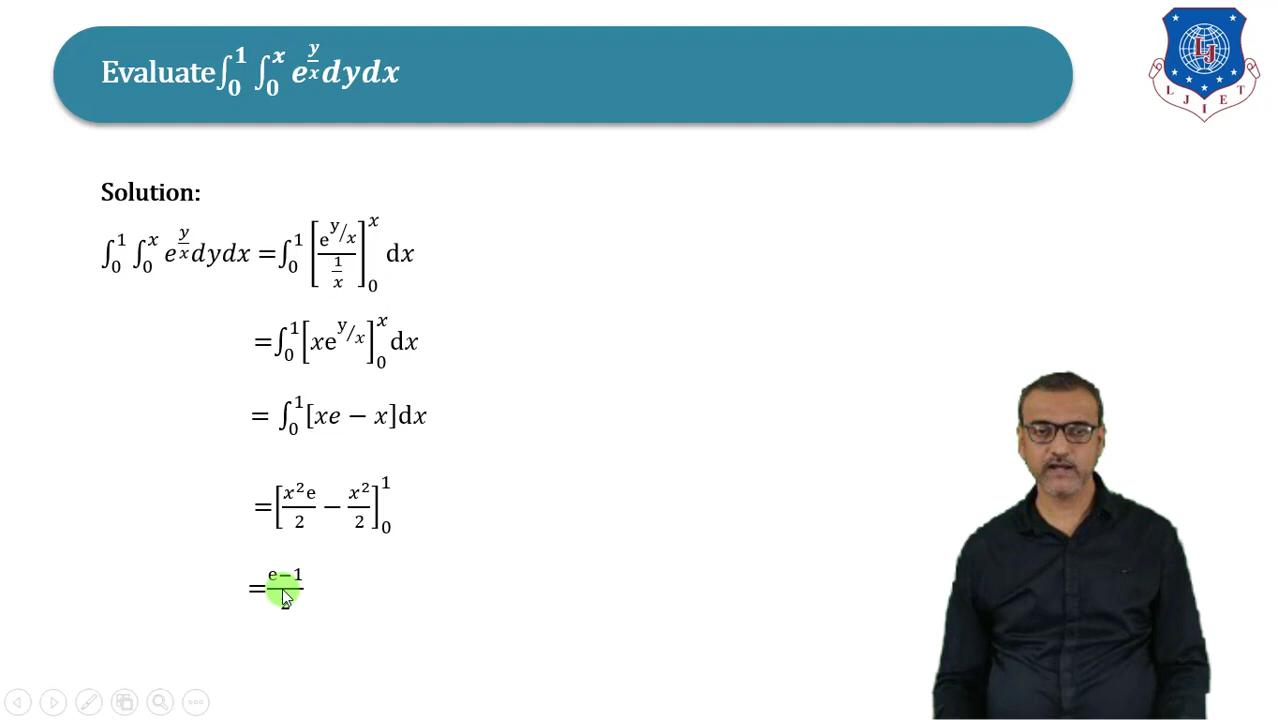 Evaluate∫₀¹ ∫₀ˣ e^(y/x) dydx
LJ
L J I E T
Solution:
∫₀¹ ∫₀ˣ e^(y/x) dydx =∫₀¹ [e^(y/x) / (1/x)]₀ˣ dx
=∫₀¹ [xe^(y/x)]₀ˣ dx
= ∫₀¹ [xe − x]dx
=[x²e/2 − x²/2]₀¹
=(e−1)/2